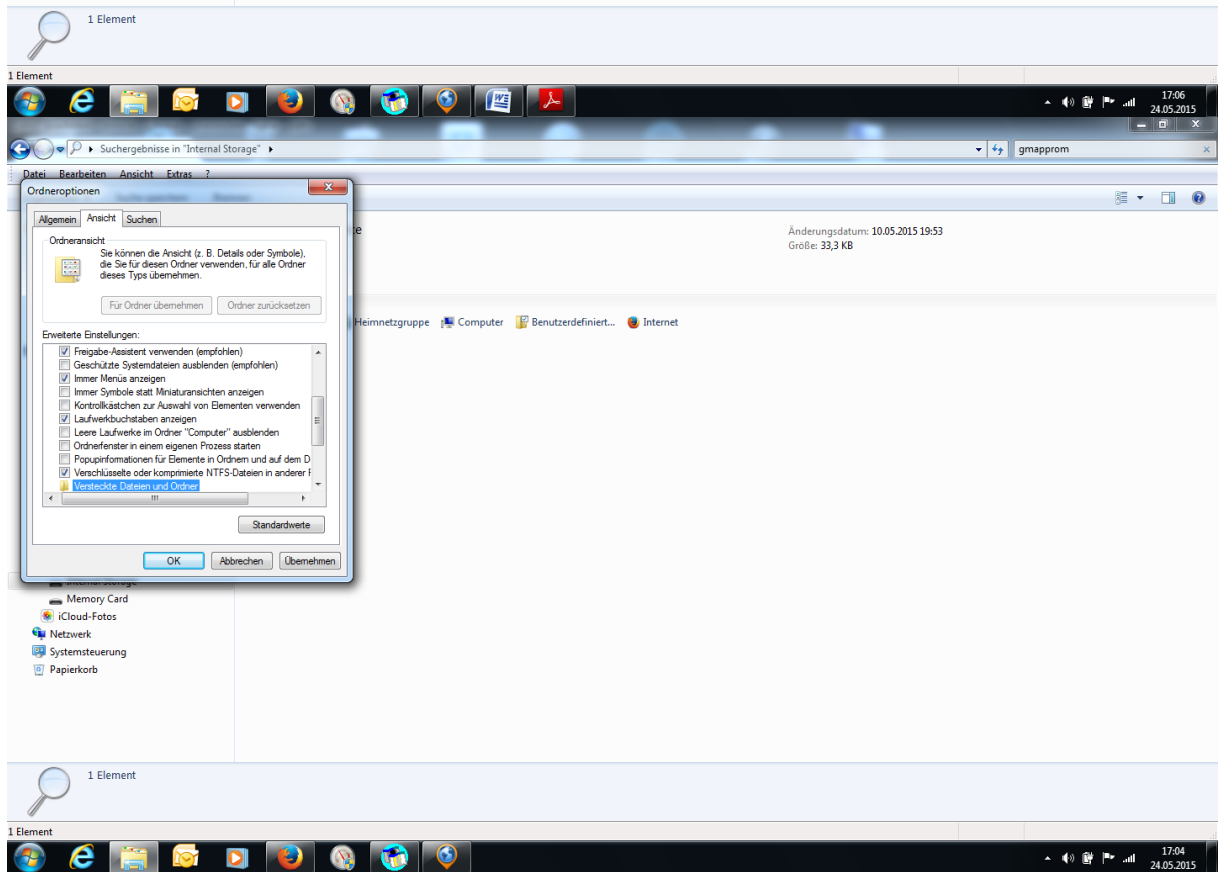 1 Element
1 Element
17:06
24.05.2015
Suchergebnisse in "Internal Storage"
gmapprom
Datei Bearbeiten Ansicht Extras ?
Ordneroptionen
Allgemein Ansicht Suchen
Ordneransicht
Sie können die Ansicht (z. B. Details oder Symbole),
die Sie für diesen Ordner verwenden, für alle Ordner
dieses Typs übernehmen.
Für Ordner übernehmen Ordner zurücksetzen
Erweiterte Einstellungen:
Freigabe-Assistent verwenden (empfohlen)
Geschützte Systemdateien ausblenden (empfohlen)
Immer Menüs anzeigen
Immer Symbole statt Miniaturansichten anzeigen
Kontrollkästchen zur Auswahl von Elementen verwenden
Laufwerkbuchstaben anzeigen
Leere Laufwerke im Ordner "Computer" ausblenden
Ordnerfenster in einem eigenen Prozess starten
Popupinformationen für Elemente in Ordnern und auf dem D
Verschlüsselte oder komprimierte NTFS-Dateien in anderer F
Versteckte Dateien und Ordner
Standardwerte
OK Abbrechen Übernehmen
Änderungsdatum: 10.05.2015 19:53
Größe: 33,3 KB
Heimnetzgruppe Computer Benutzerdefiniert... Internet
Memory Card
iCloud-Fotos
Netzwerk
Systemsteuerung
Papierkorb
1 Element
1 Element
17:04
24.05.2015